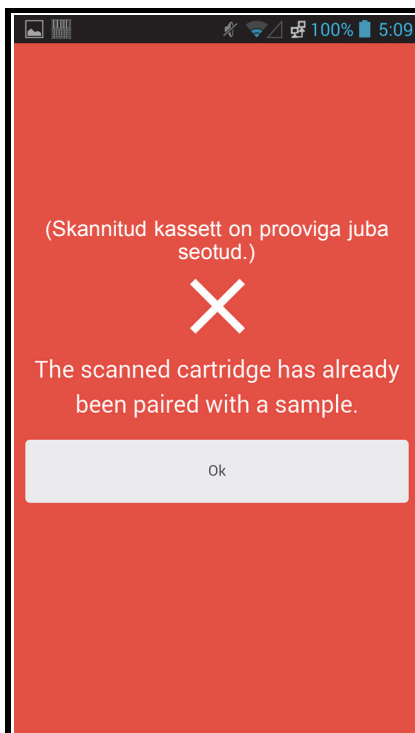 100% 5:09
(Skannitud kassett on prooviga juba
seotud.)
The scanned cartridge has already
been paired with a sample.
Ok